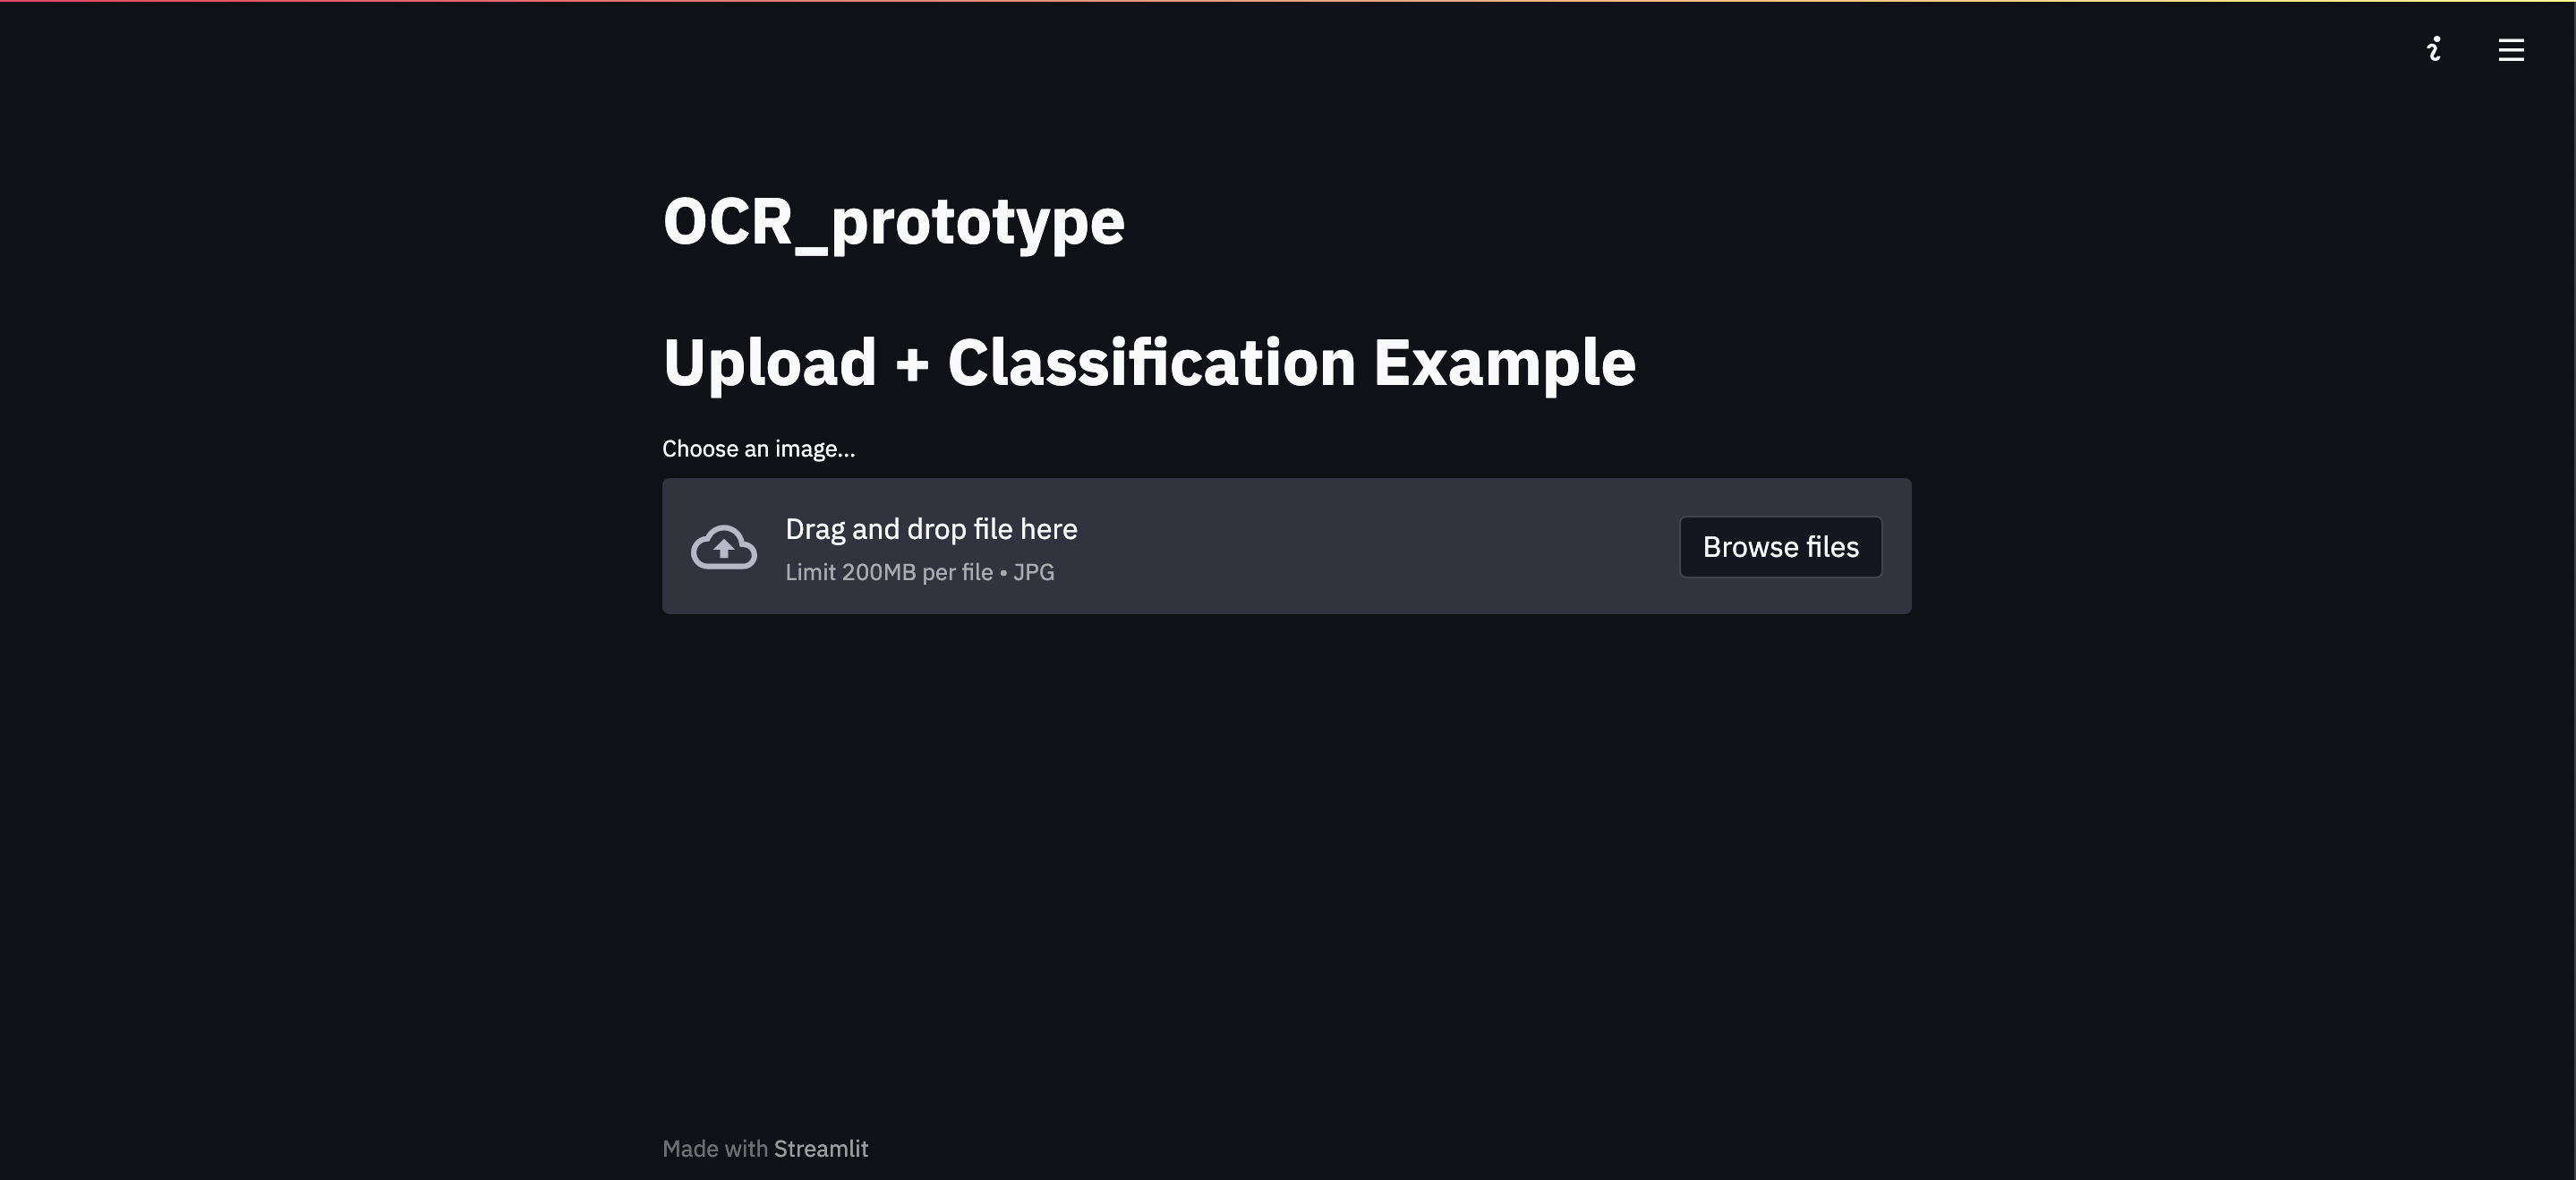 OCR_prototype
Upload + Classification Example
Choose an image...
Drag and drop file here
Limit 200MB per file • JPG
Browse files
Made with Streamlit